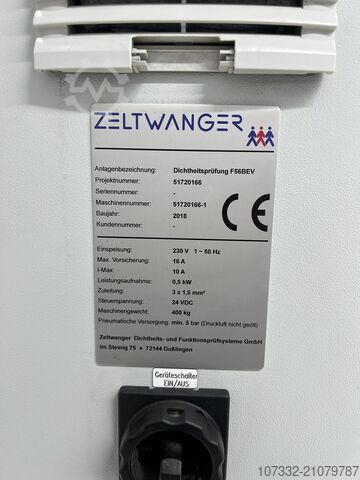 ZELTWANGER
Anlagenbezeichnung: Dichtheitsprüfung F56BEV
Projektnummer: 51720166
Seriennummer: -
Maschinennummer: 51720166-1
Baujahr: 2018
Kundennummer: -
CE
Einspeisung: 230 V 1 ~ 50 Hz
Max. Versicherung: 16 A
I-Max: 10 A
Leistungsaufnahme: 0,5 kW
Zuleitung: 3 x 1,5 mm²
Steuerspannung: 24 VDC
Maschinengewicht: 400 kg
Pneumatische Versorgung: min. 5 bar (Druckluft nicht geölt)
Zeltwanger Dichtheits- und Funktionsprüfsysteme GmbH
Im Steinig 75 • 72144 Dußlingen
Geräteschalter
EIN/AUS
107332-21079787